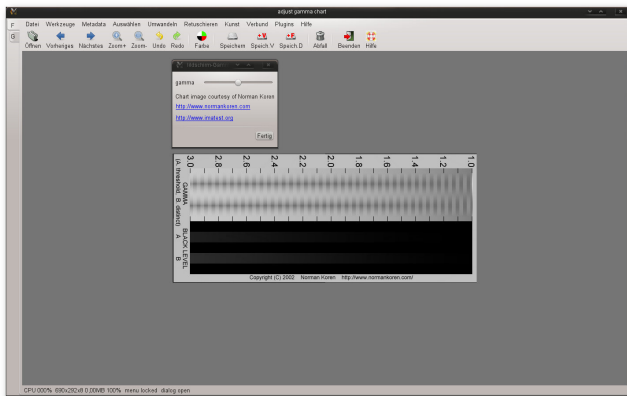 adjust gamma chart
F
Datei Werkzeuge Metadata Auswählen Umwandeln Retuschieren Kunst Verbund Plugins Hilfe
G
Öffnen Vorheriges Nächstes Zoom+ Zoom- Undo Redo Farbe Speichern Speich.V Speich.D Abfall Beenden Hilfe
gamma
Chart image courtesy of Norman Koren
http://www.normankoren.com
http://www.imatest.org
Fertig
3.0 2.8 2.6 2.4 2.2 2.0 1.8 1.6 1.4 1.2 1.0
GAMMA
(A: threshold, B: distinct)
BLACK LEVEL
A B
Copyright (C) 2002 Norman Koren http://www.normankoren.com/
CPU 000% 690x292x8 0,00MB 100% menu locked dialog open